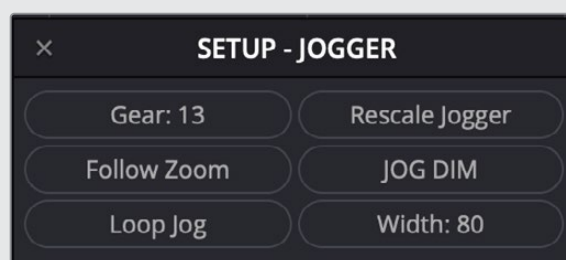 × SETUP - JOGGER
Gear: 13 Rescale Jogger
Follow Zoom JOG DIM
Loop Jog Width: 80